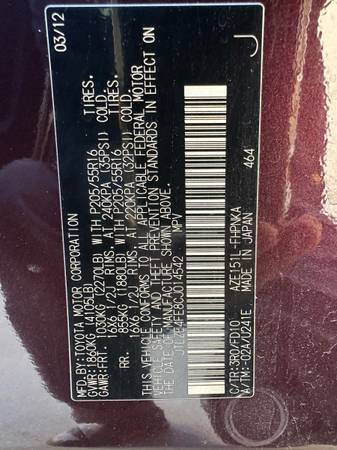 MFD.BY:TOYOTA MOTOR CORPORATION 03/12
GVWR:1860KG (4105LB)
GAWR:FRT. 1030KG (2270LB) WITH P205/55R16 TIRES.
16X6 1/2J RIMS. AT 240KPA (35PSI) COLD.
RR. 855KG (1880LB) WITH P205/55R16 TIRES.
16X6 1/2J RIMS. AT 220KPA (32PSI) COLD.
THIS VEHICLE CONFORMS TO ALL APPLICABLE FEDERAL MOTOR
VEHICLE SAFETY, BUMPER, AND THEFT PREVENTION STANDARDS IN EFFECT ON
THE DATE OF MANUFACTURE SHOWN ABOVE.
MPV
C/TR:3R0/FD10 AZE151L-FHPNKA 464
A/TM:-02A/U241E MADE IN JAPAN
J